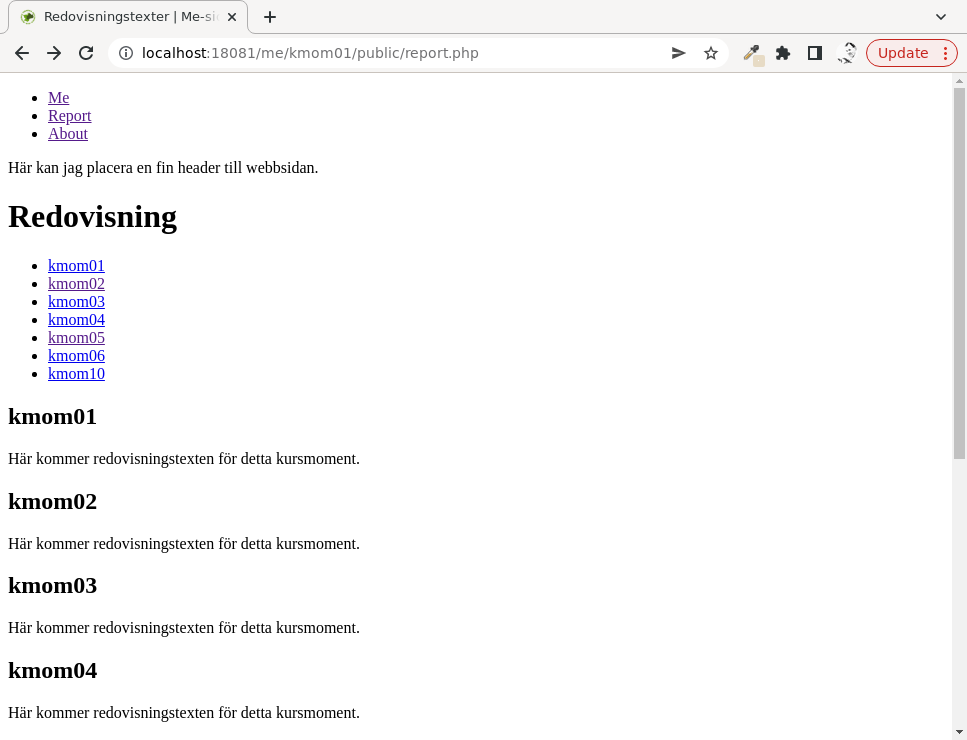 Redovisningstexter | Me-si
localhost:18081/me/kmom01/public/report.php
Update
Me
Report
About
Här kan jag placera en fin header till webbsidan.
Redovisning
kmom01
kmom02
kmom03
kmom04
kmom05
kmom06
kmom10
kmom01
Här kommer redovisningstexten för detta kursmoment.
kmom02
Här kommer redovisningstexten för detta kursmoment.
kmom03
Här kommer redovisningstexten för detta kursmoment.
kmom04
Här kommer redovisningstexten för detta kursmoment.